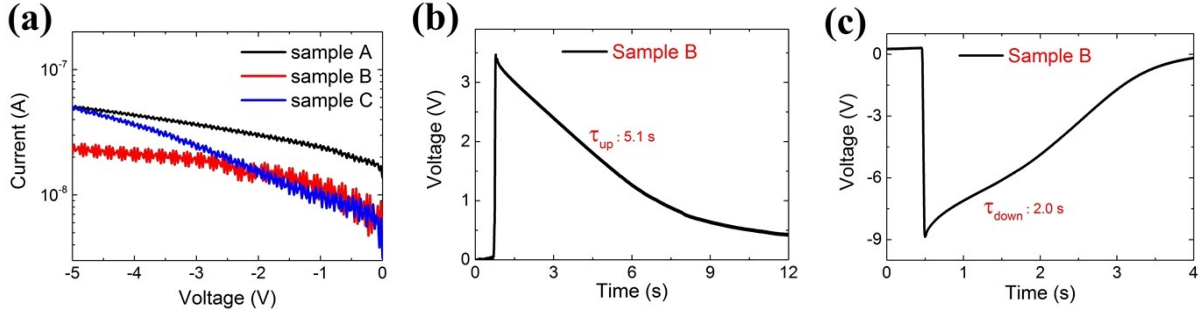 (a)
sample A
sample B
sample C
10⁻⁷
10⁻⁸
Current (A)
-5 -4 -3 -2 -1 0
Voltage (V)
(b)
Sample B
τup : 5.1 s
Voltage (V)
3
2
1
0
0 3 6 9 12
Time (s)
(c)
Sample B
τdown : 2.0 s
Voltage (V)
0
-3
-6
-9
0 1 2 3 4
Time (s)